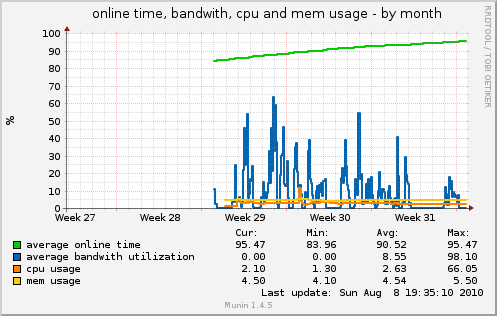 online time, bandwith, cpu and mem usage - by month
RRDTOOL / TOBI OETIKER
100
90
80
70
60
50
40
30
20
10
0
%
Week 27 Week 28 Week 29 Week 30 Week 31
Cur: Min: Avg: Max:
average online time 95.47 83.96 90.52 95.47
average bandwith utilization 0.00 0.00 8.55 98.10
cpu usage 2.10 1.30 2.63 66.05
mem usage 4.50 4.10 4.54 5.50
Last update: Sun Aug 8 19:35:10 2010
Munin 1.4.5